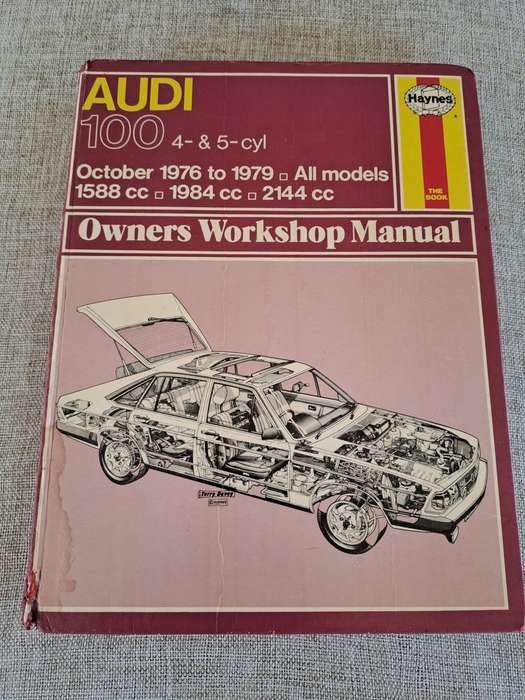 AUDI
100 4- & 5-cyl
October 1976 to 1979 □ All models
1588 cc □ 1984 cc □ 2144 cc
Haynes
THE
BOOK
Owners Workshop Manual
Terry Davey